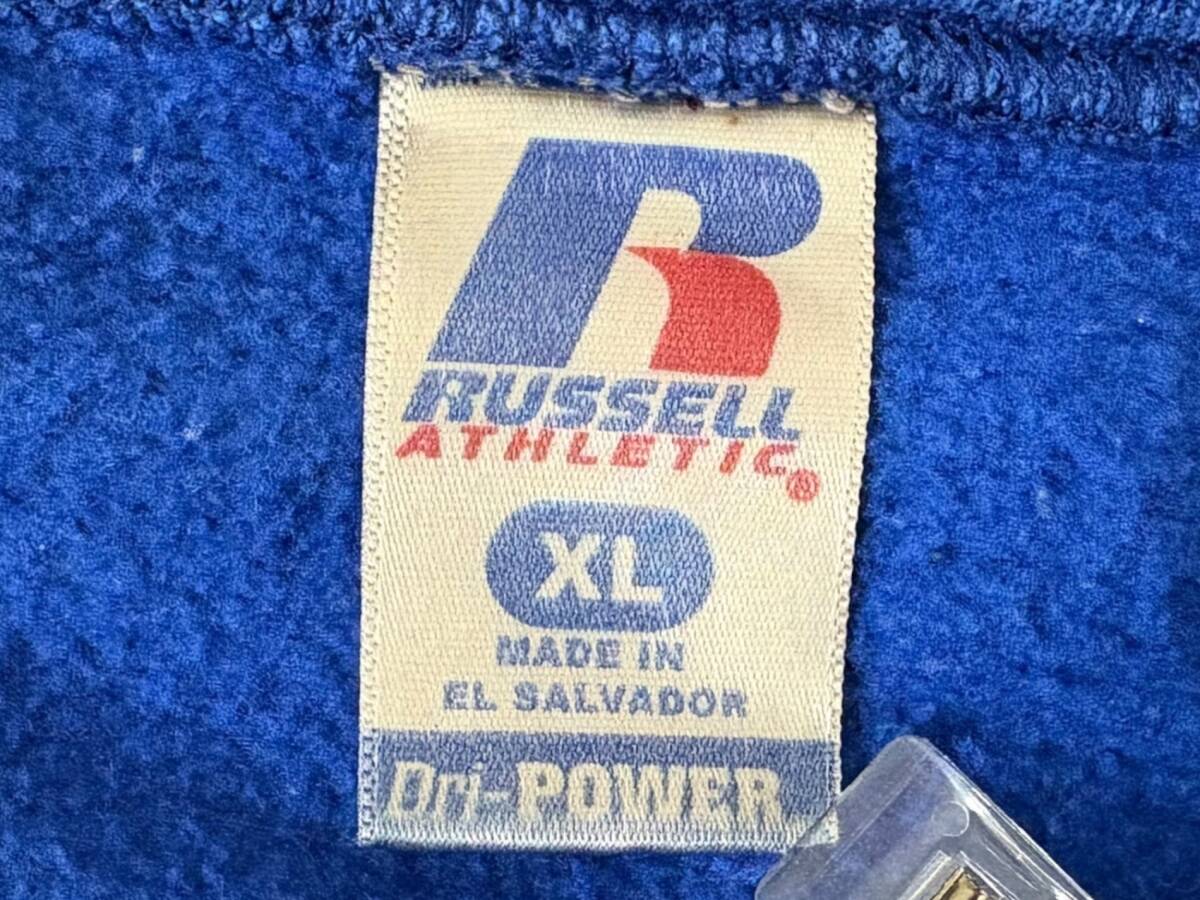 R
RUSSELL
ATHLETIC®
XL
MADE IN
EL SALVADOR
Dri-POWER